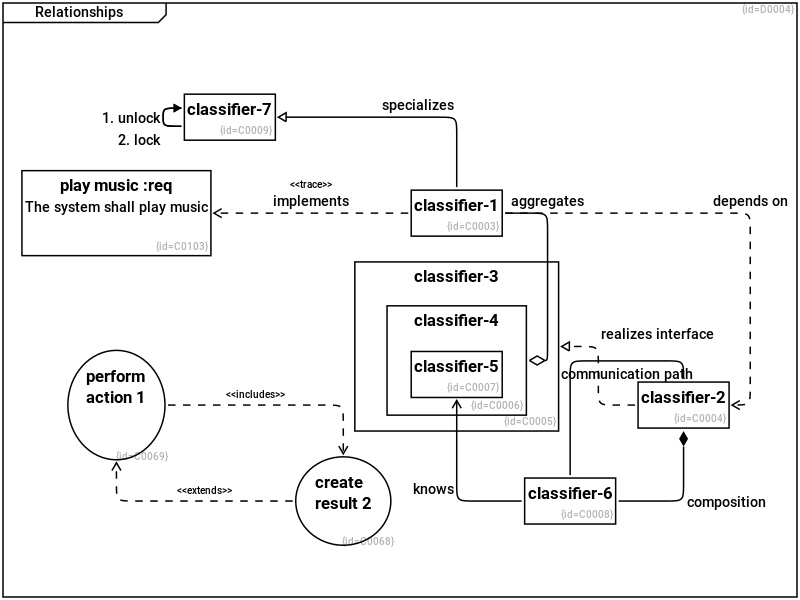 Relationships
{id=D0004}
classifier-7
{id=C0009}
1. unlock
2. lock
specializes
play music :req
The system shall play music
{id=C0103}
<<trace>>
implements
classifier-1
{id=C0003}
aggregates
depends on
classifier-3
classifier-4
classifier-5
{id=C0007}
{id=C0006}
{id=C0005}
realizes interface
communication path
classifier-2
{id=C0004}
perform
action 1
{id=C0069}
<<includes>>
<<extends>>
create
result 2
{id=C0068}
knows
classifier-6
{id=C0008}
composition